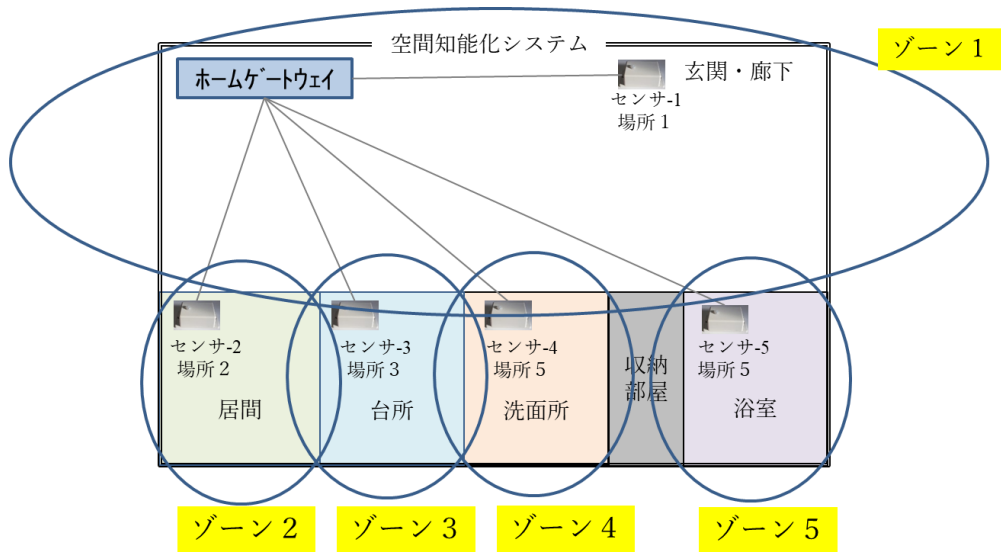 空間知能化システム
ゾーン１
ホームゲートウェイ
玄関・廊下
センサ-1
場所１
センサ-2
場所２
居間
センサ-3
場所３
台所
センサ-4
場所５
洗面所
収納
部屋
センサ-5
場所５
浴室
ゾーン２
ゾーン３
ゾーン４
ゾーン５